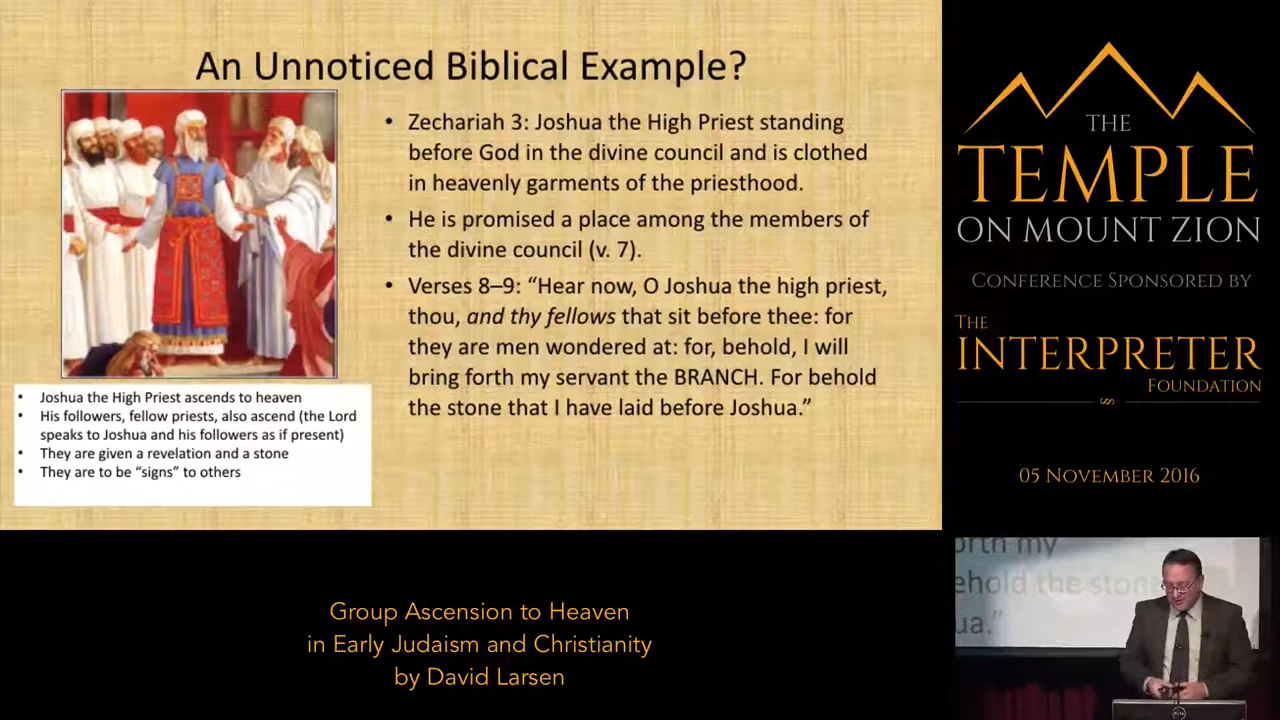 An Unnoticed Biblical Example?
• Zechariah 3: Joshua the High Priest standing
before God in the divine council and is clothed
in heavenly garments of the priesthood.
• He is promised a place among the members of
the divine council (v. 7).
• Verses 8–9: “Hear now, O Joshua the high priest,
thou, and thy fellows that sit before thee: for
they are men wondered at: for, behold, I will
bring forth my servant the BRANCH. For behold
the stone that I have laid before Joshua.”
• Joshua the High Priest ascends to heaven
• His followers, fellow priests, also ascend (the Lord
speaks to Joshua and his followers as if present)
• They are given a revelation and a stone
• They are to be “signs” to others
THE
TEMPLE
ON MOUNT ZION
CONFERENCE SPONSORED BY
THE
INTERPRETER
FOUNDATION
05 NOVEMBER 2016
my
the
Group Ascension to Heaven
in Early Judaism and Christianity
by David Larsen